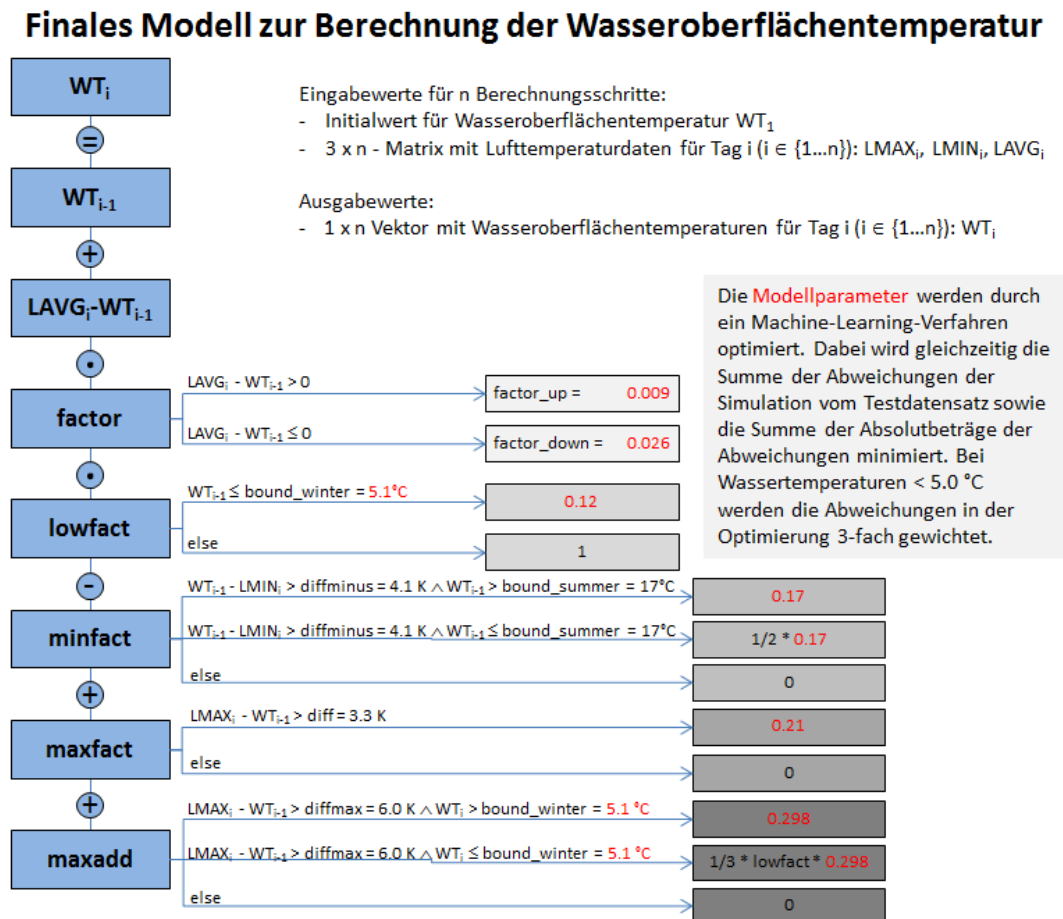 Finales Modell zur Berechnung der Wasseroberflächentemperatur
WTᵢ
=
WTᵢ₋₁
+
LAVGᵢ-WTᵢ₋₁
•
factor
•
lowfact
-
minfact
+
maxfact
+
maxadd
Eingabewerte für n Berechnungsschritte:
- Initialwert für Wasseroberflächentemperatur WT₁
- 3 x n - Matrix mit Lufttemperaturdaten für Tag i (i ∈ {1...n}): LMAXᵢ, LMINᵢ, LAVGᵢ
Ausgabewerte:
- 1 x n Vektor mit Wasseroberflächentemperaturen für Tag i (i ∈ {1...n}): WTᵢ
Die Modellparameter werden durch
ein Machine-Learning-Verfahren
optimiert. Dabei wird gleichzeitig die
Summe der Abweichungen der
Simulation vom Testdatensatz sowie
die Summe der Absolutbeträge der
Abweichungen minimiert. Bei
Wassertemperaturen < 5.0 °C
werden die Abweichungen in der
Optimierung 3-fach gewichtet.
LAVGᵢ - WTᵢ₋₁ > 0
factor_up = 0.009
LAVGᵢ - WTᵢ₋₁ ≤ 0
factor_down = 0.026
WTᵢ₋₁ ≤ bound_winter = 5.1°C
0.12
else
1
WTᵢ₋₁ - LMINᵢ > diffminus = 4.1 K ∧ WTᵢ₋₁ > bound_summer = 17°C
0.17
WTᵢ₋₁ - LMINᵢ > diffminus = 4.1 K ∧ WTᵢ₋₁ ≤ bound_summer = 17°C
1/2 * 0.17
else
0
LMAXᵢ - WTᵢ₋₁ > diff = 3.3 K
0.21
else
0
LMAXᵢ - WTᵢ₋₁ > diffmax = 6.0 K ∧ WTᵢ > bound_winter = 5.1 °C
0.298
LMAXᵢ - WTᵢ₋₁ > diffmax = 6.0 K ∧ WTᵢ ≤ bound_winter = 5.1 °C
1/3 * lowfact * 0.298
else
0